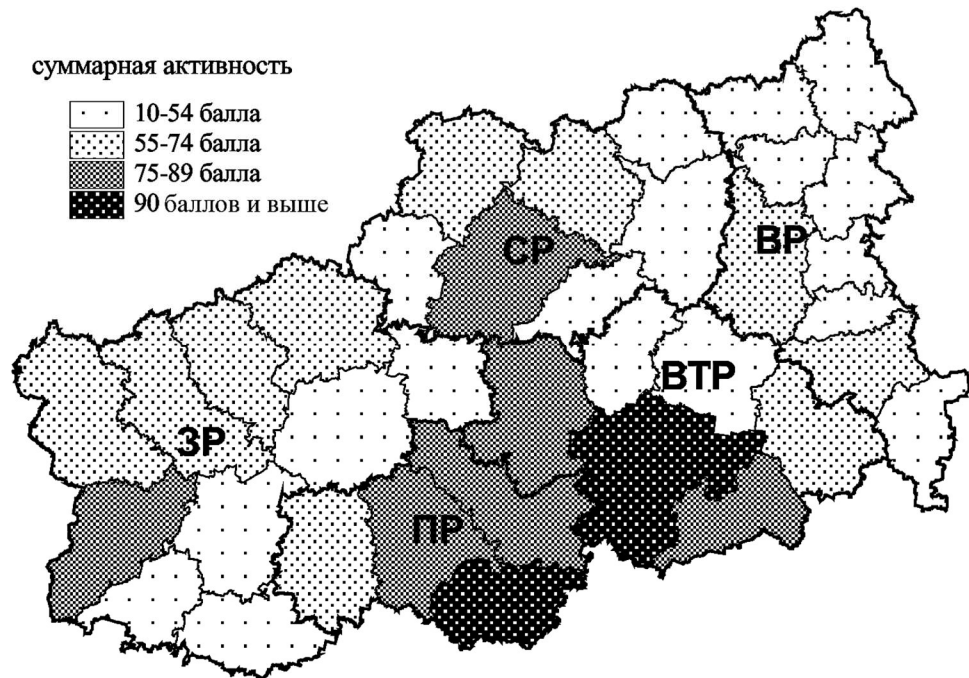 суммарная активность
10-54 балла
55-74 балла
75-89 балла
90 баллов и выше
СР
ВР
ВТР
ЗР
ПР